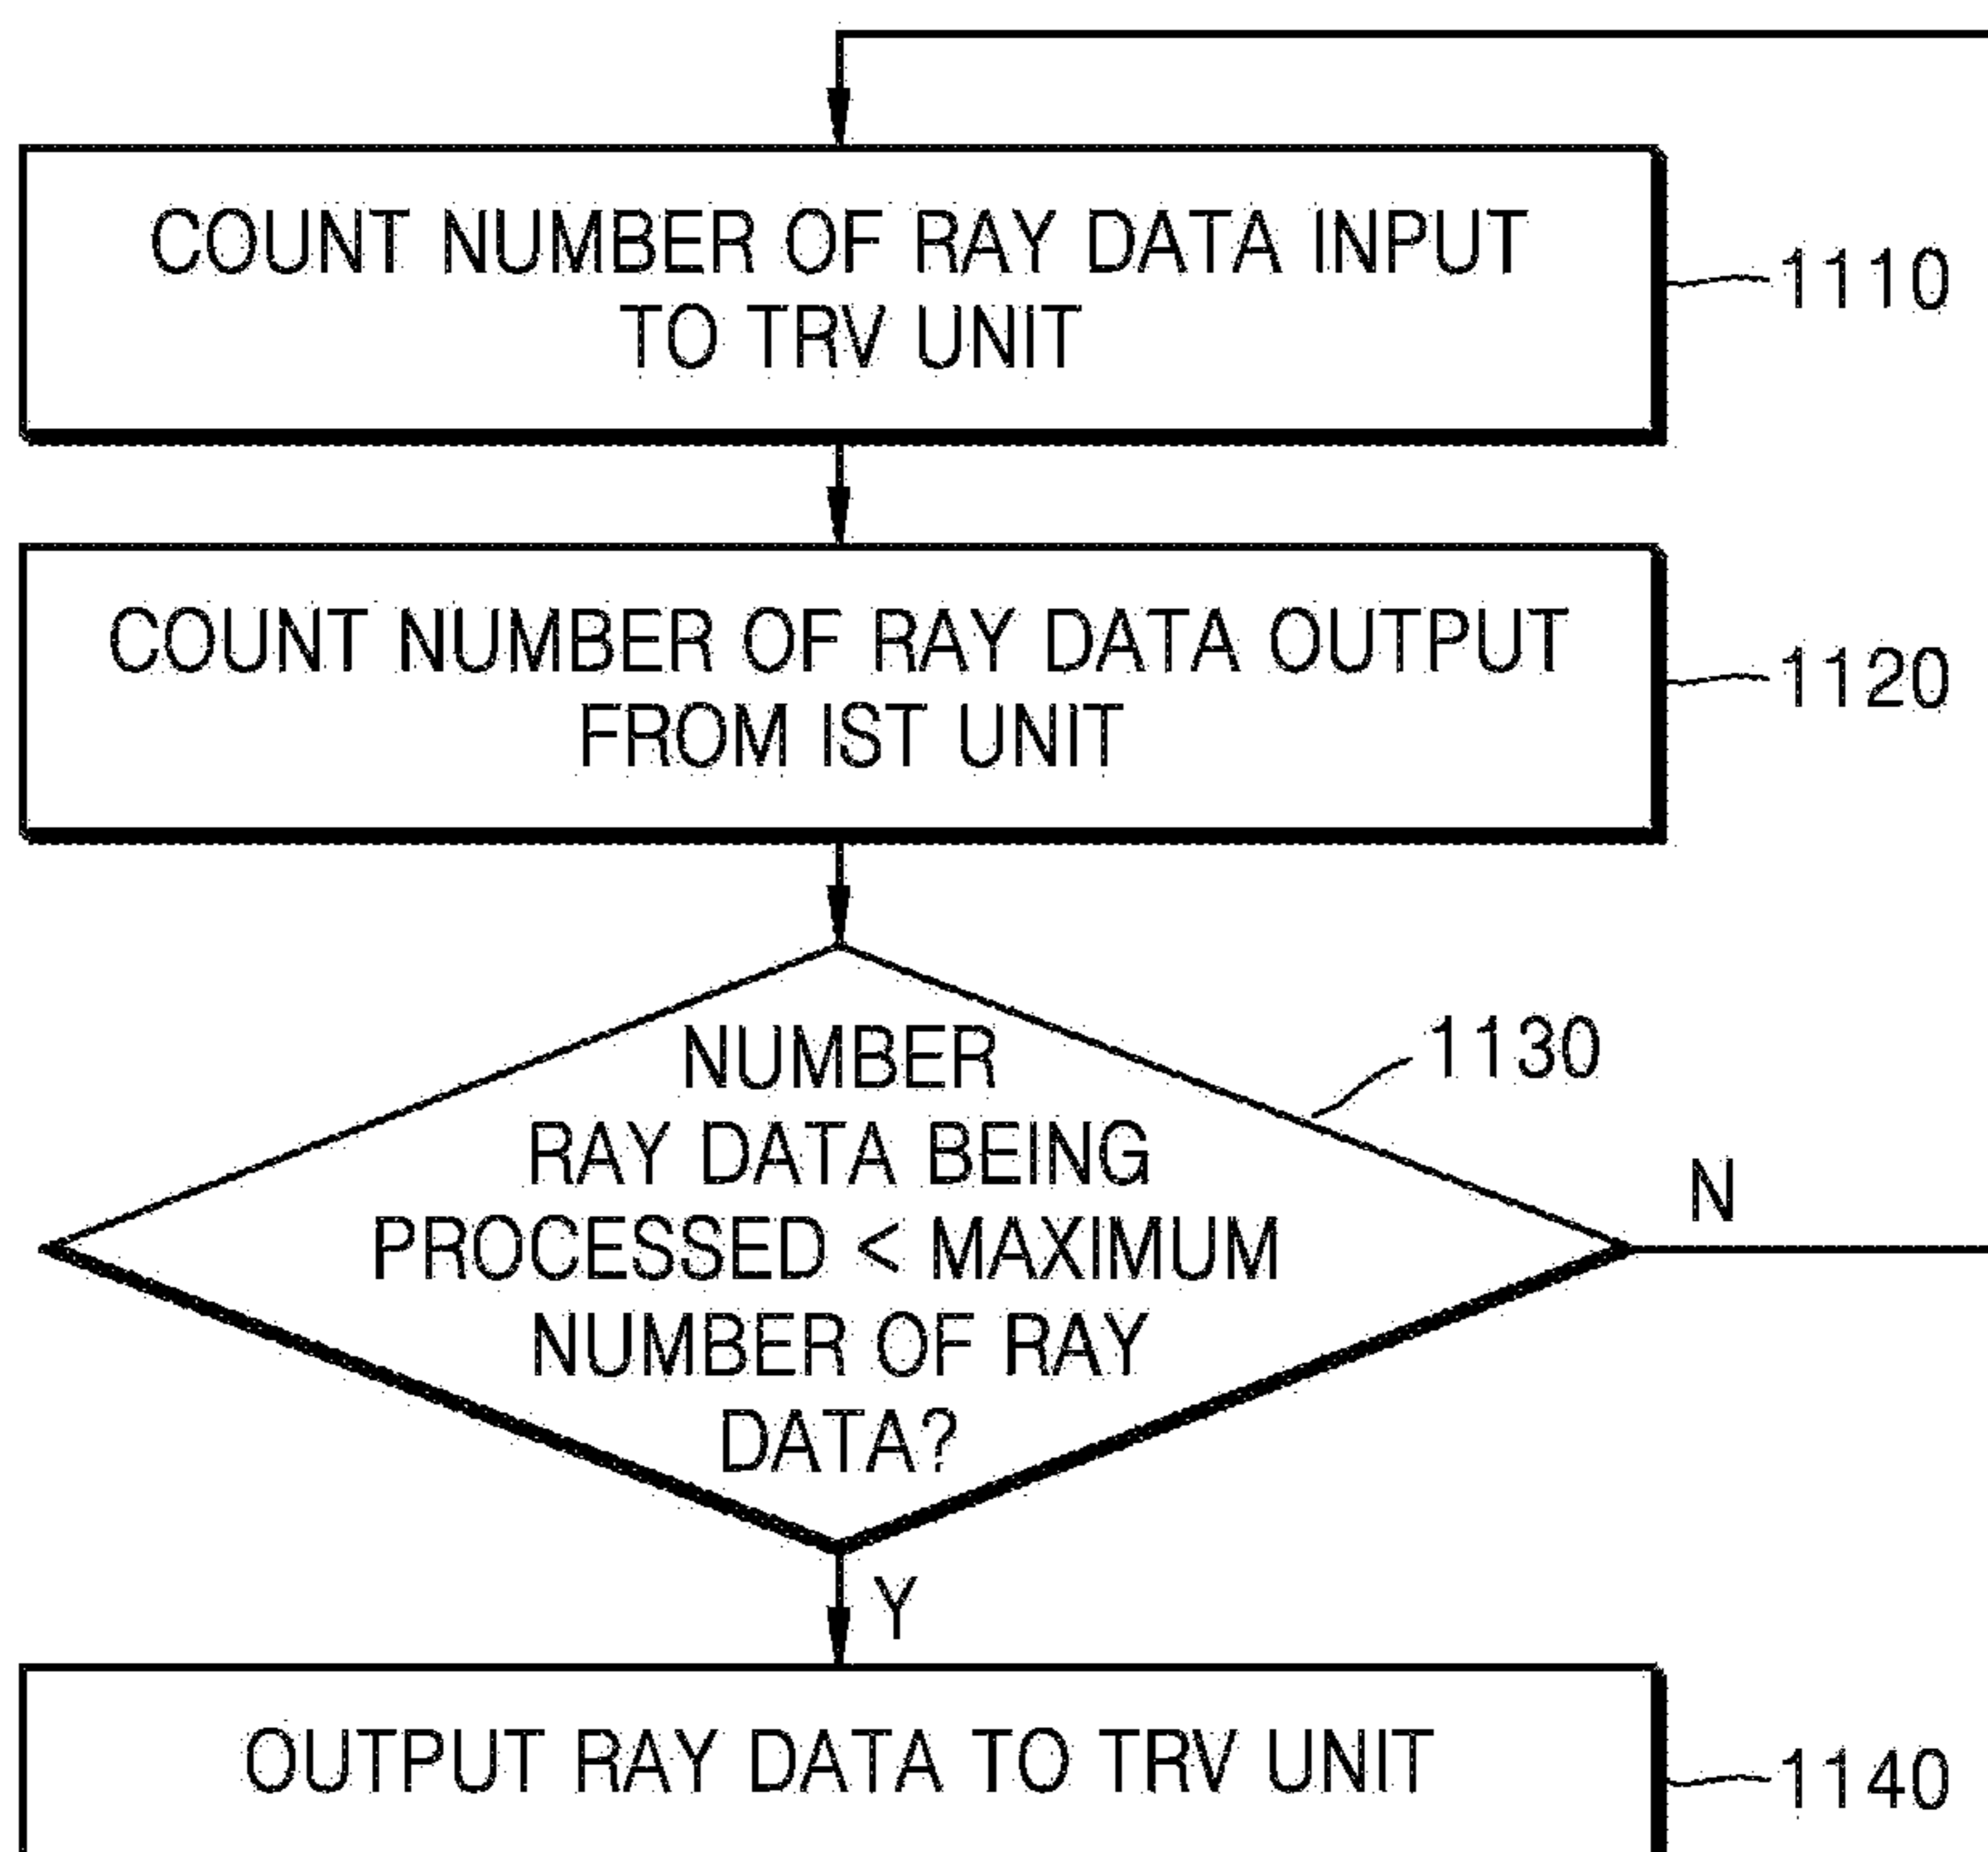 COUNT NUMBER OF RAY DATA INPUT
TO TRV UNIT
1110
COUNT NUMBER OF RAY DATA OUTPUT
FROM IST UNIT
1120
NUMBER
RAY DATA BEING
PROCESSED < MAXIMUM
NUMBER OF RAY
DATA?
1130
N
Y
OUTPUT RAY DATA TO TRV UNIT
1140